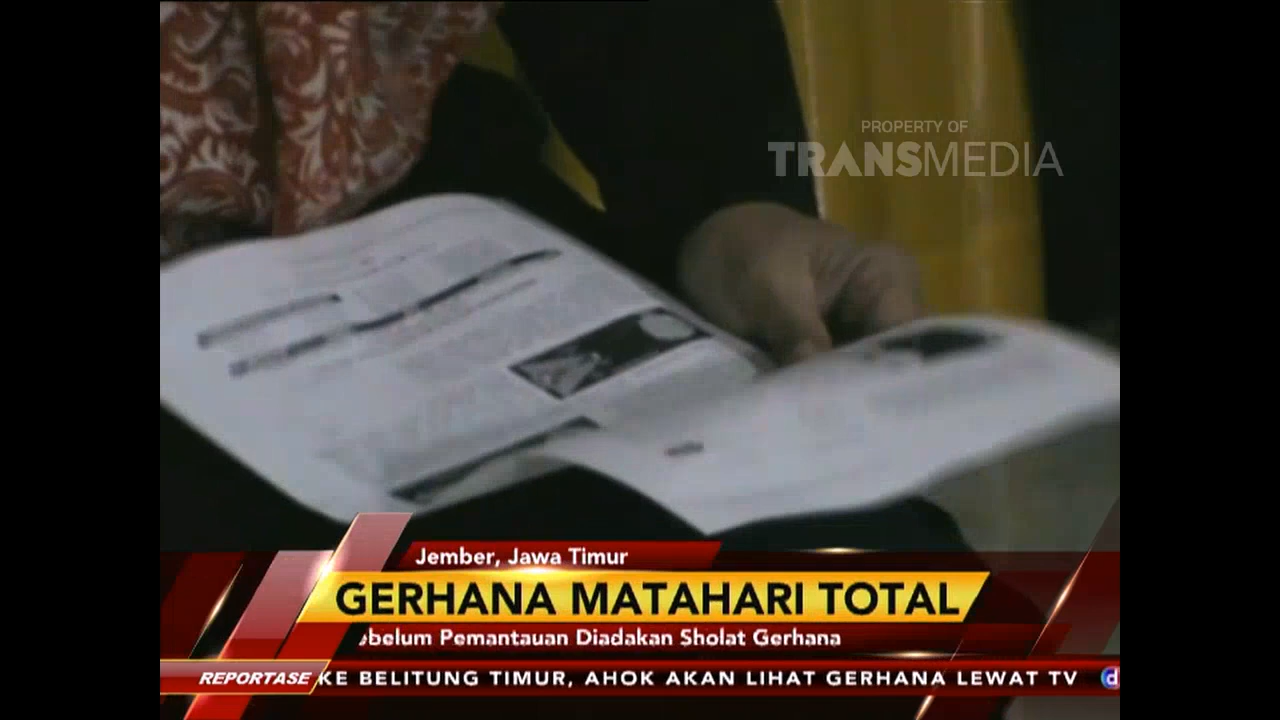 PROPERTY OF
TRANSMEDIA
Jember, Jawa Timur
GERHANA MATAHARI TOTAL
ebelum Pemantauan Diadakan Sholat Gerhana
REPORTASE KE BELITUNG TIMUR, AHOK AKAN LIHAT GERHANA LEWAT TV d